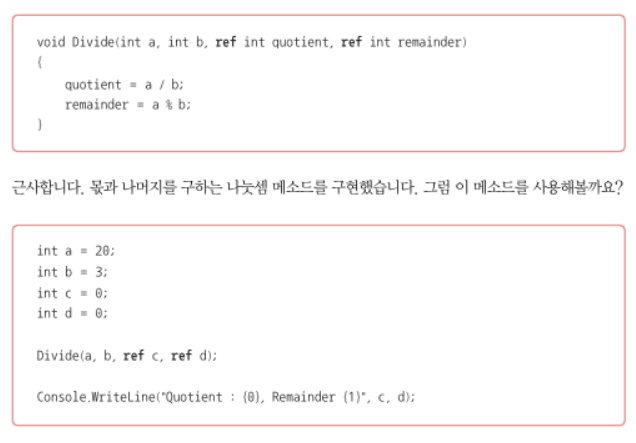 void Divide(int a, int b, ref int quotient, ref int remainder)
{
quotient = a / b;
remainder = a % b;
}
근사합니다. 몫과 나머지를 구하는 나눗셈 메소드를 구현했습니다. 그럼 이 메소드를 사용해볼까요?
int a = 20;
int b = 3;
int c = 0;
int d = 0;
Divide(a, b, ref c, ref d);
Console.WriteLine("Quotient : {0}, Remainder {1}", c, d);